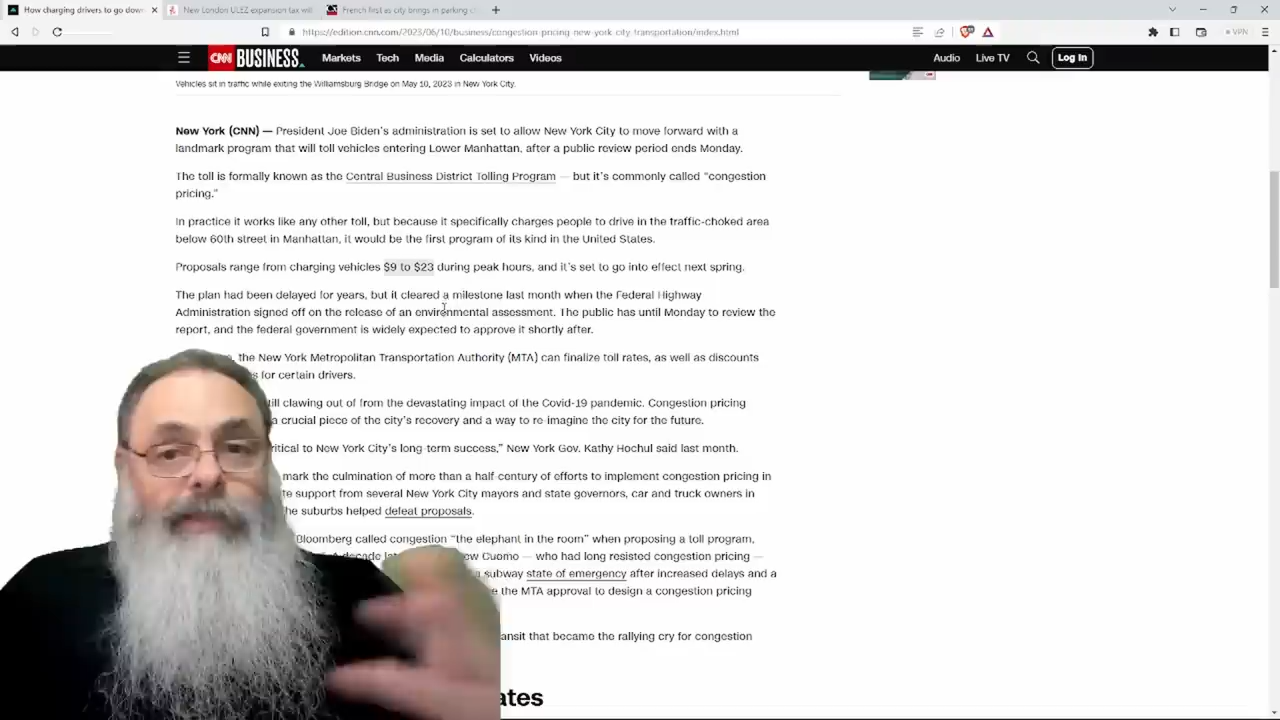 How charging drivers to go down
New London ULEZ expansion tax will
French first as city brings in parking c
https://edition.cnn.com/2023/06/10/business/congestion-pricing-new-york-city-transportation/index.html
VPN
CNN BUSINESS
Markets
Tech
Media
Calculators
Videos
Audio
Live TV
Log In
Vehicles sit in traffic while exiting the Williamsburg Bridge on May 10, 2023 in New York City.
New York (CNN) — President Joe Biden's administration is set to allow New York City to move forward with a
landmark program that will toll vehicles entering Lower Manhattan, after a public review period ends Monday.
The toll is formally known as the Central Business District Tolling Program — but it's commonly called "congestion
pricing."
In practice it works like any other toll, but because it specifically charges people to drive in the traffic-choked area
below 60th street in Manhattan, it would be the first program of its kind in the United States.
Proposals range from charging vehicles $9 to $23 during peak hours, and it's set to go into effect next spring.
The plan had been delayed for years, but it cleared a milestone last month when the Federal Highway
Administration signed off on the release of an environmental assessment. The public has until Monday to review the
report, and the federal government is widely expected to approve it shortly after.
the New York Metropolitan Transportation Authority (MTA) can finalize toll rates, as well as discounts
for certain drivers.
clawing out of from the devastating impact of the Covid-19 pandemic. Congestion pricing
a crucial piece of the city's recovery and a way to re-imagine the city for the future.
to New York City's long-term success," New York Gov. Kathy Hochul said last month.
mark the culmination of more than a half-century of efforts to implement congestion pricing in
support from several New York City mayors and state governors, car and truck owners in
suburbs helped defeat proposals.
Bloomberg called congestion "the elephant in the room" when proposing a toll program,
Cuomo — who had long resisted congestion pricing —
subway state of emergency after increased delays and a
the MTA approval to design a congestion pricing
that became the rallying cry for congestion